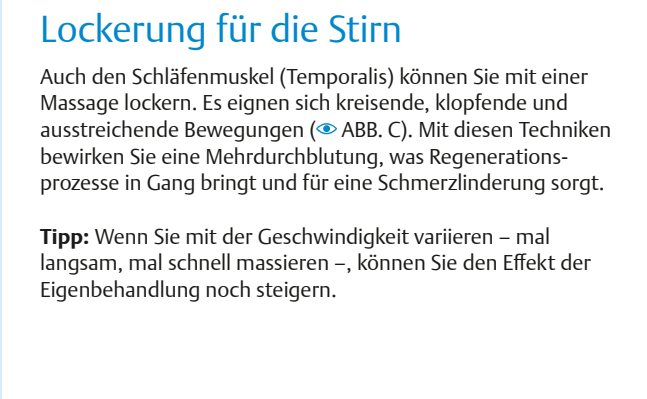 Lockerung für die Stirn
Auch den Schläfenmuskel (Temporalis) können Sie mit einer
Massage lockern. Es eignen sich kreisende, klopfende und
ausstreichende Bewegungen (👁 ABB. C). Mit diesen Techniken
bewirken Sie eine Mehrdurchblutung, was Regenerations-
prozesse in Gang bringt und für eine Schmerzlinderung sorgt.
Tipp: Wenn Sie mit der Geschwindigkeit variieren – mal
langsam, mal schnell massieren –, können Sie den Effekt der
Eigenbehandlung noch steigern.